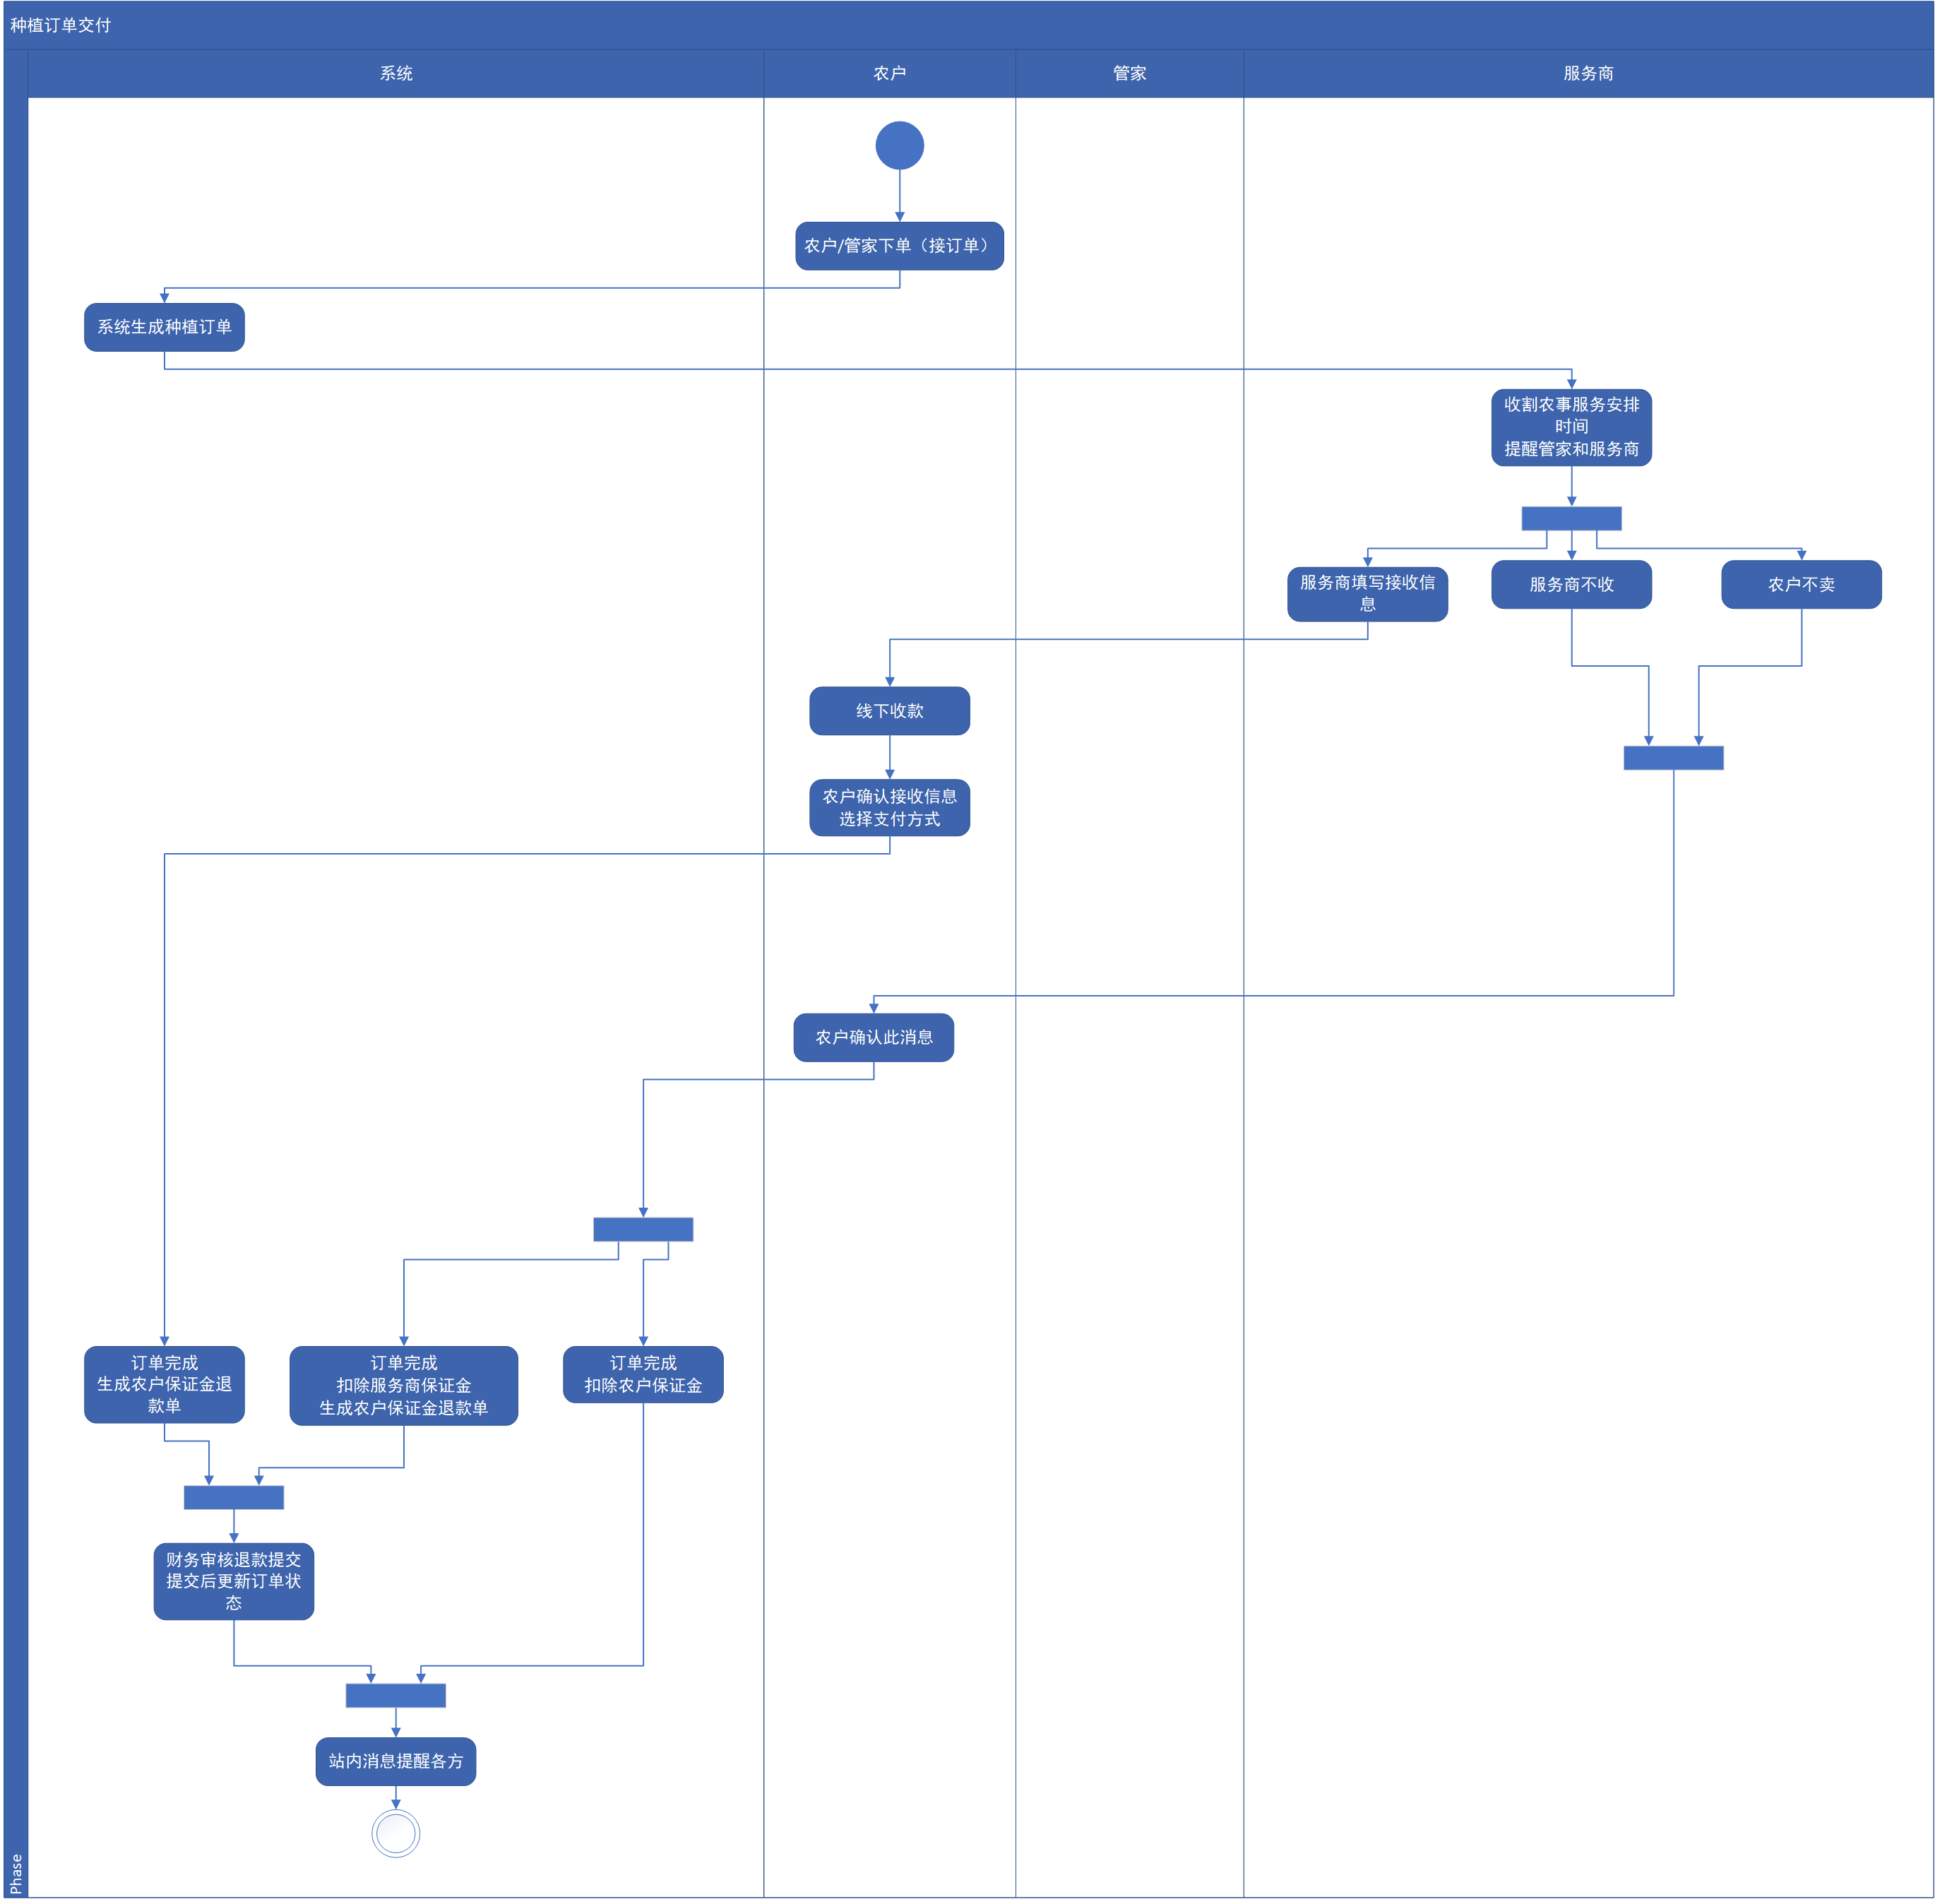 种植订单交付
系统
农户
管家
服务商
农户/管家下单（接订单）
系统生成种植订单
收割农事服务安排
时间
提醒管家和服务商
服务商填写接收信
息
服务商不收
农户不卖
线下收款
农户确认接收信息
选择支付方式
农户确认此消息
订单完成
生成农户保证金退
款单
订单完成
扣除服务商保证金
生成农户保证金退款单
订单完成
扣除农户保证金
财务审核退款提交
提交后更新订单状
态
站内消息提醒各方
Phase